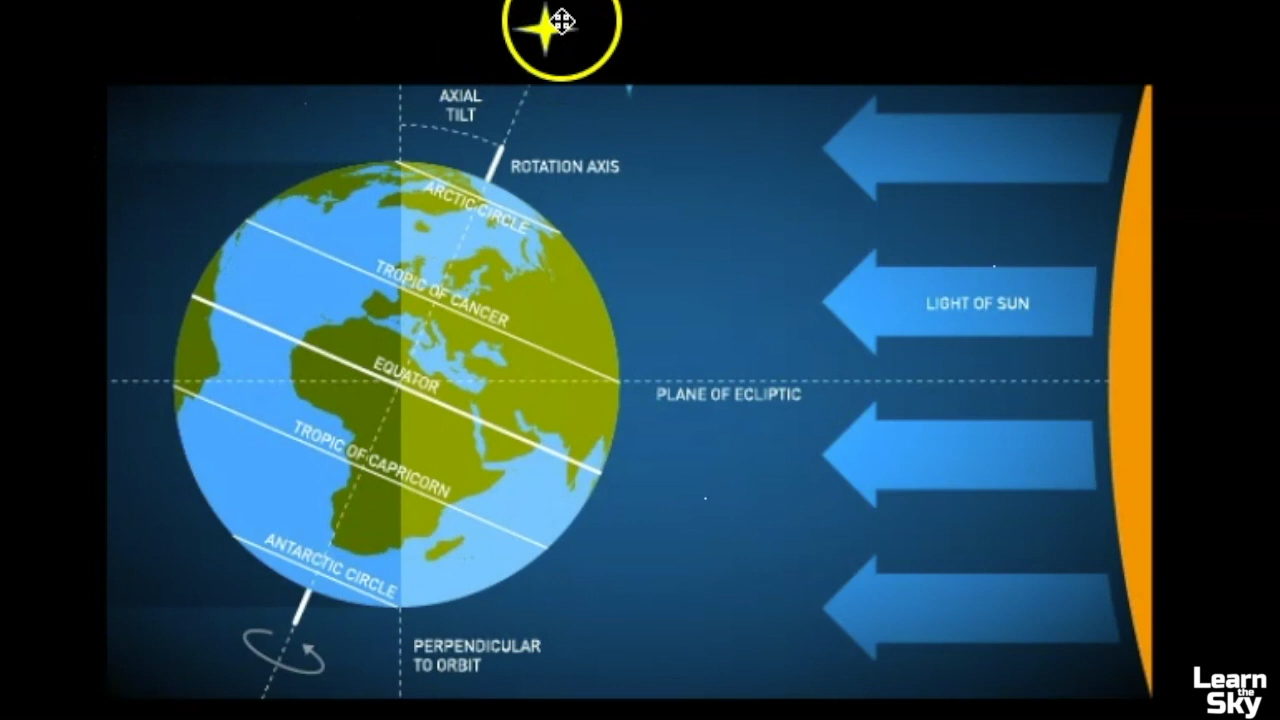 AXIAL
TILT
ROTATION AXIS
ARCTIC CIRCLE
TROPIC OF CANCER
LIGHT OF SUN
EQUATOR
PLANE OF ECLIPTIC
TROPIC OF CAPRICORN
ANTARCTIC CIRCLE
PERPENDICULAR
TO ORBIT
Learn
the
Sky